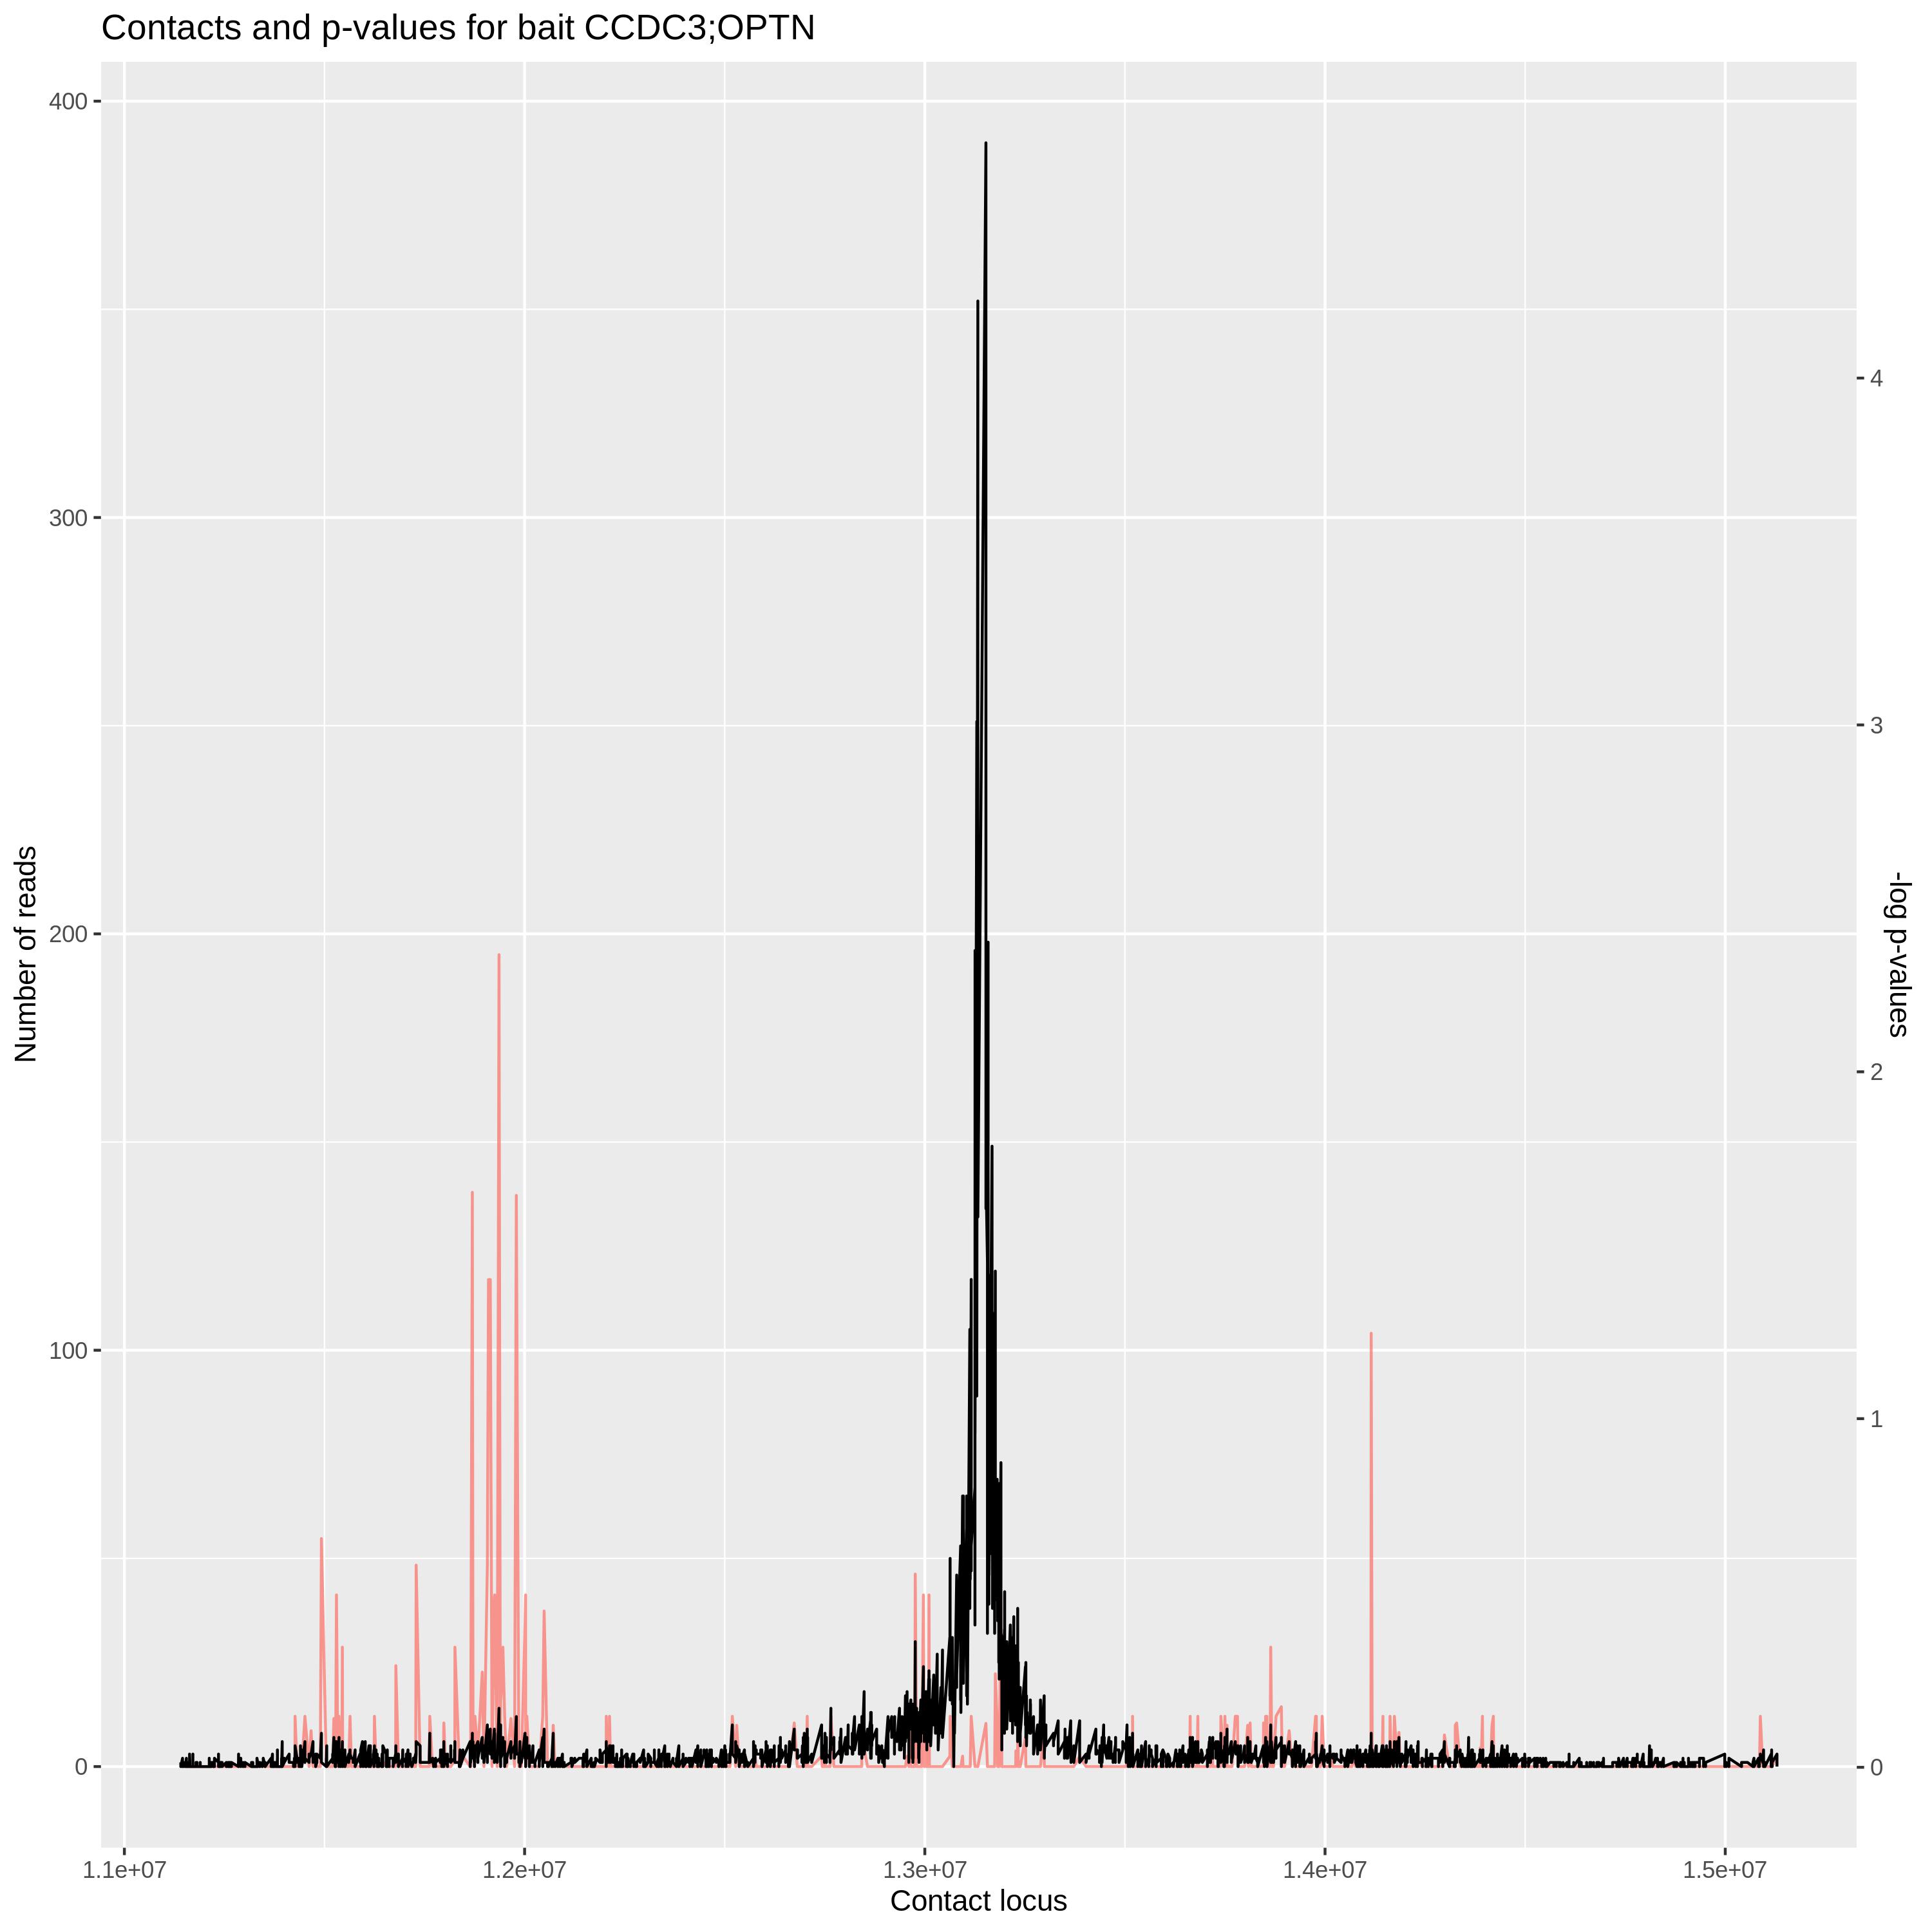 Contacts and p-values for bait CCDC3;OPTN
400
300
200
100
0
Number of reads
4
3
2
1
0
-log p-values
1.1e+07
1.2e+07
1.3e+07
1.4e+07
1.5e+07
Contact locus